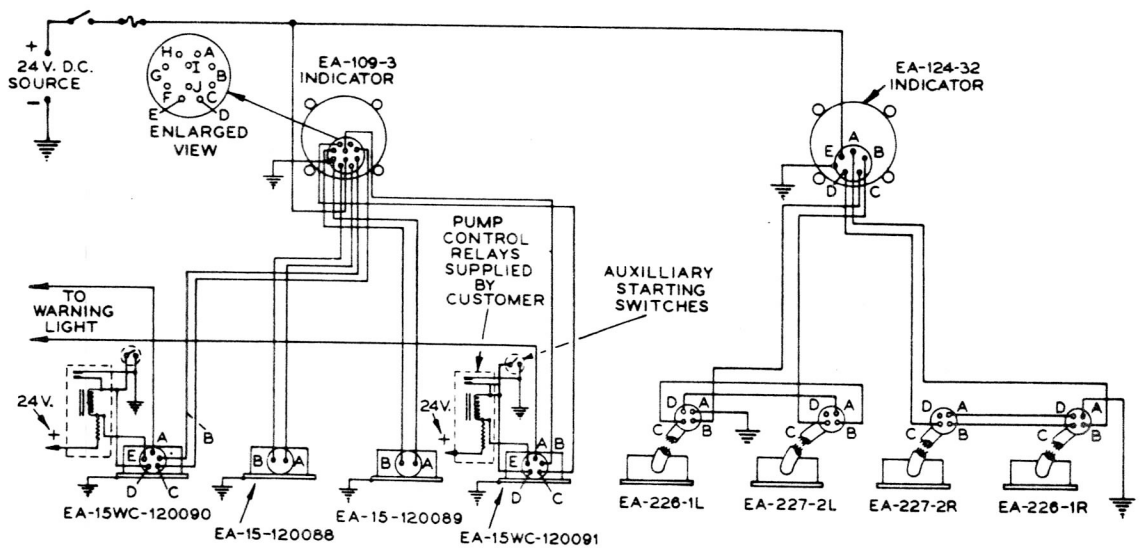 +
24 V. D.C.
SOURCE
−
H A
G I B
F J C
E D
ENLARGED
VIEW
EA-109-3
INDICATOR
EA-124-32
INDICATOR
E A B
D C
PUMP
CONTROL
RELAYS
SUPPLIED
BY
CUSTOMER
AUXILLIARY
STARTING
SWITCHES
TO
WARNING
LIGHT
24V.
+
A B
E
D C
EA-15WC-120090
B A
EA-15-120088
B A
EA-15-120089
24V.
+
A B
E
D C
EA-15WC-120091
D A
C B
EA-226-1L
D A
C B
EA-227-2L
D A
C B
EA-227-2R
D A
C B
EA-226-1R